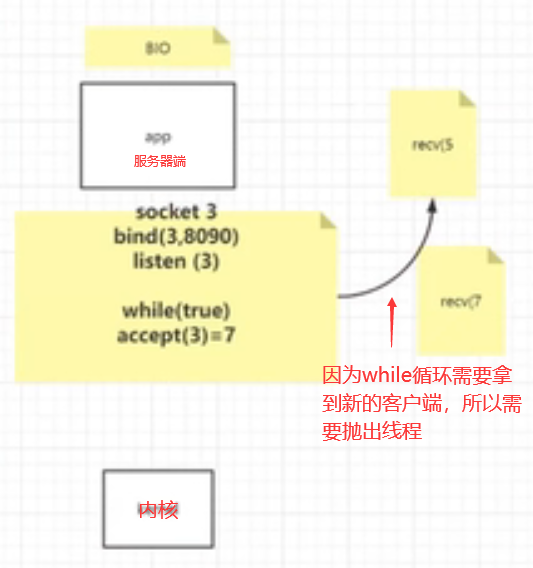 BIO
app
服务器端
recv(5
socket 3
bind(3,8090)
listen (3)
while(true)
accept(3)=7
recv(7
因为while循环需要拿
到新的客户端，所以需
要抛出线程
内核